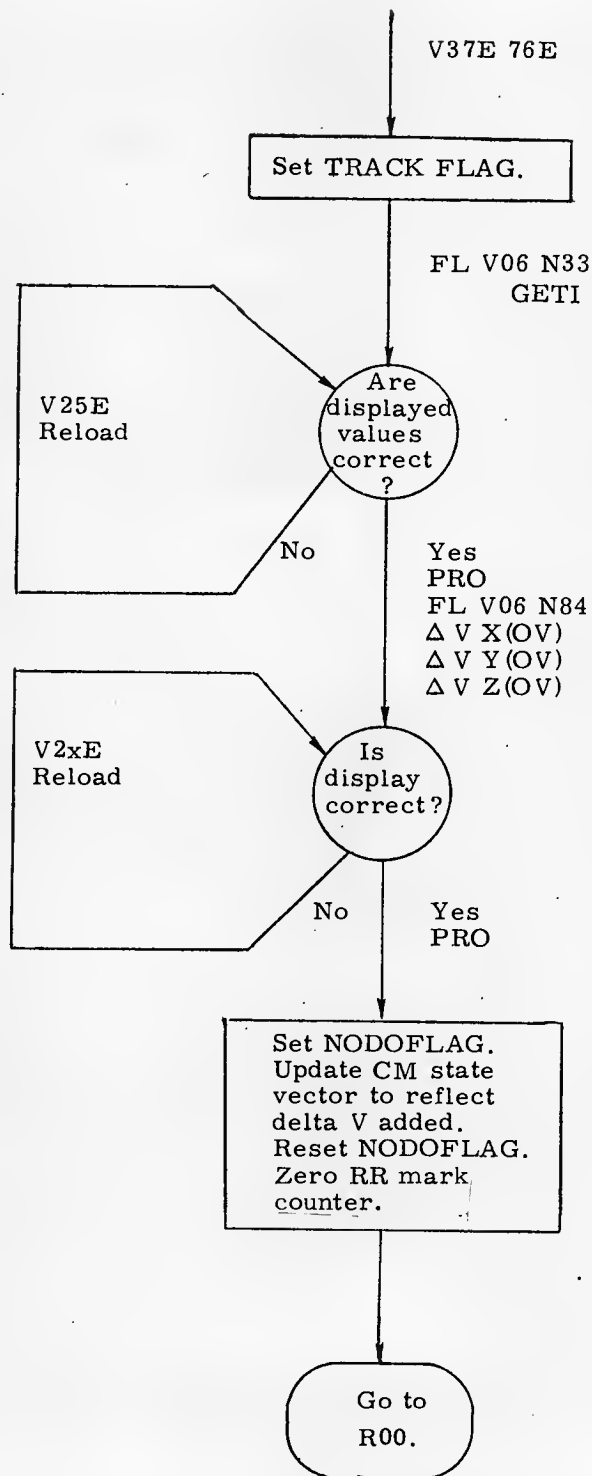 V37E 76E
Set TRACK FLAG.
FL V06 N33
GETI
Are
displayed
values
correct
?
V25E
Reload
No
Yes
PRO
FL V06 N84
Δ V X(OV)
Δ V Y(OV)
Δ V Z(OV)
Is
display
correct?
V2xE
Reload
No
Yes
PRO
Set NODOFLAG.
Update CM state
vector to reflect
delta V added.
Reset NODOFLAG.
Zero RR mark
counter.
Go to
R00.